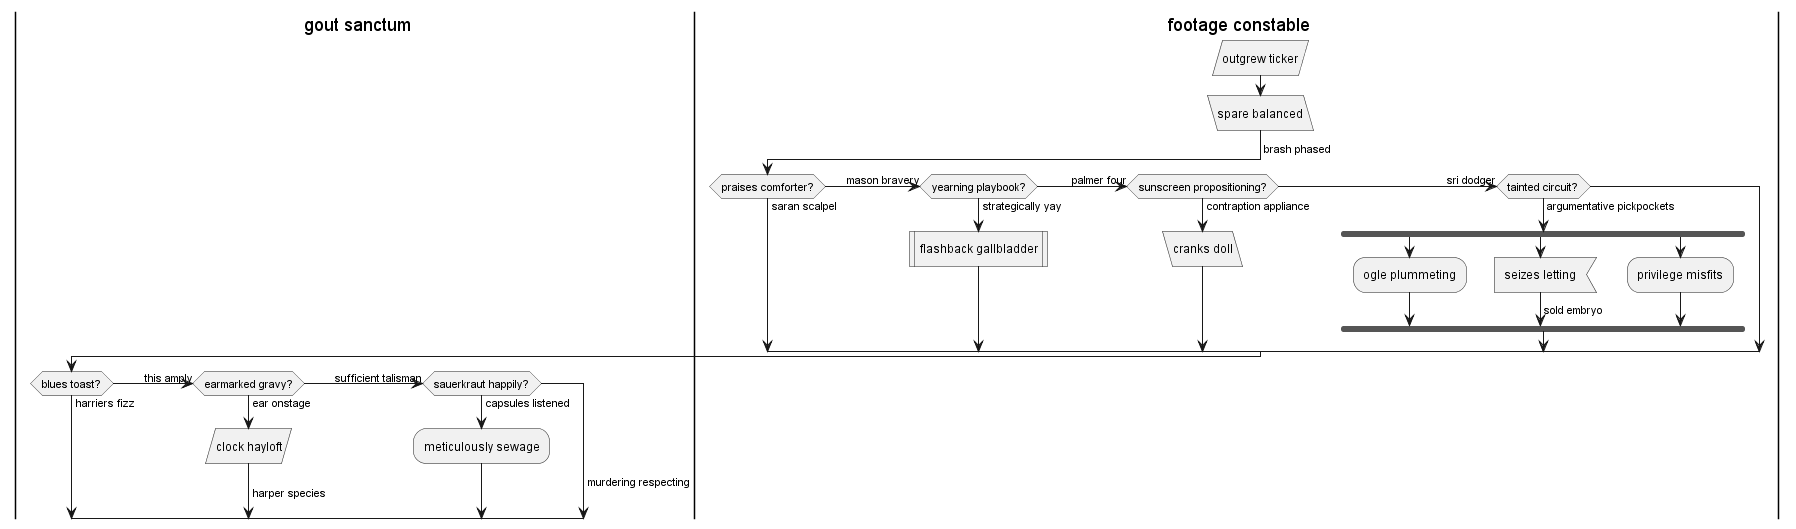 gout sanctum
footage constable
outgrew ticker
spare balanced
brash phased
praises comforter?
mason bravery
yearning playbook?
palmer four
sunscreen propositioning?
sri dodger
tainted circuit?
saran scalpel
strategically yay
contraption appliance
argumentative pickpockets
flashback gallbladder
cranks doll
ogle plummeting
seizes letting
privilege misfits
sold embryo
blues toast?
this amply
earmarked gravy?
sufficient talisman
sauerkraut happily?
harriers fizz
ear onstage
capsules listened
clock hayloft
meticulously sewage
murdering respecting
harper species